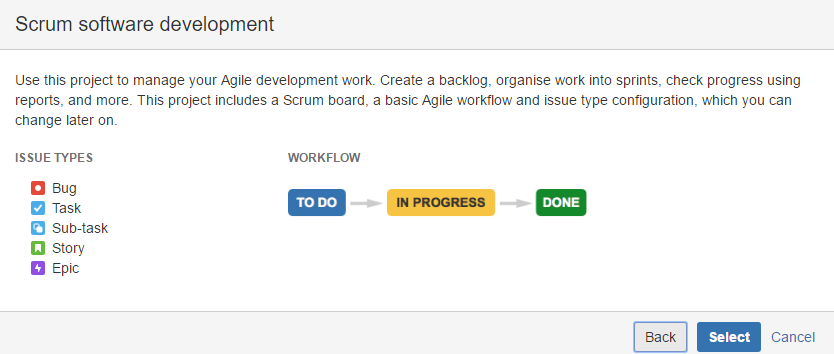 Scrum software development
Use this project to manage your Agile development work. Create a backlog, organise work into sprints, check progress using
reports, and more. This project includes a Scrum board, a basic Agile workflow and issue type configuration, which you can
change later on.
ISSUE TYPES
Bug
Task
Sub-task
Story
Epic
WORKFLOW
TO DO
IN PROGRESS
DONE
Back
Select
Cancel